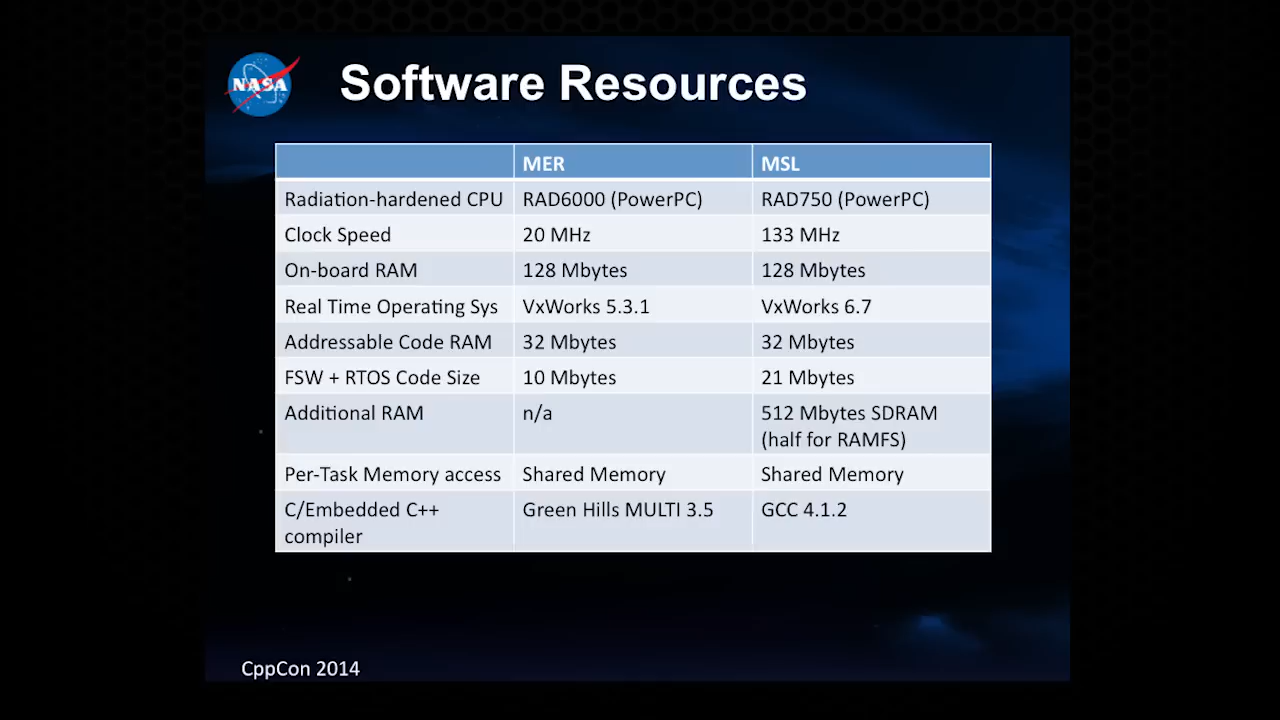 NASA
Software Resources
MER MSL
Radiation-hardened CPU RAD6000 (PowerPC) RAD750 (PowerPC)
Clock Speed 20 MHz 133 MHz
On-board RAM 128 Mbytes 128 Mbytes
Real Time Operating Sys VxWorks 5.3.1 VxWorks 6.7
Addressable Code RAM 32 Mbytes 32 Mbytes
FSW + RTOS Code Size 10 Mbytes 21 Mbytes
Additional RAM n/a 512 Mbytes SDRAM
(half for RAMFS)
Per-Task Memory access Shared Memory Shared Memory
C/Embedded C++ Green Hills MULTI 3.5 GCC 4.1.2
compiler
CppCon 2014